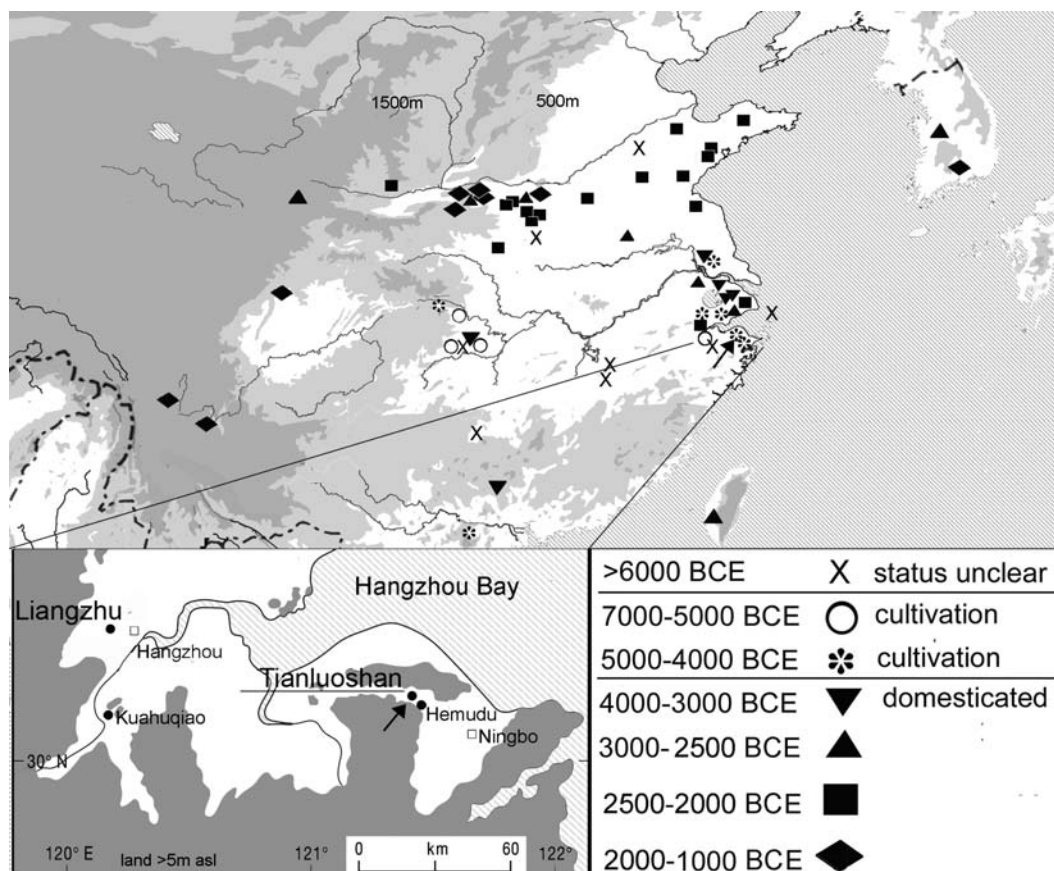 1500m
500m
Hangzhou Bay
Liangzhu
Hangzhou
Tianluoshan
Kuahuqiao
Hemudu
Ningbo
30° N
120° E
land >5m asl
121°
0 km 60
122°
>6000 BCE X status unclear
7000-5000 BCE cultivation
5000-4000 BCE cultivation
4000-3000 BCE domesticated
3000-2500 BCE
2500-2000 BCE
2000-1000 BCE